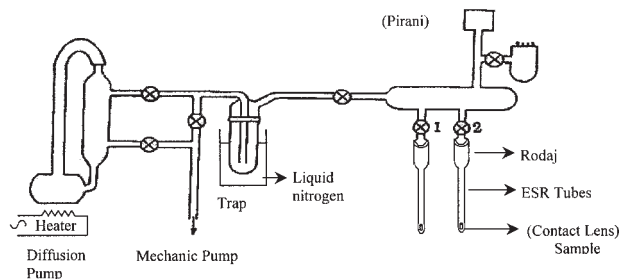 (Pirani)
1
2
Rodaj
Liquid
nitrogen
ESR Tubes
Trap
Heater
(Contact Lens)
Sample
Diffusion
Pump
Mechanic Pump